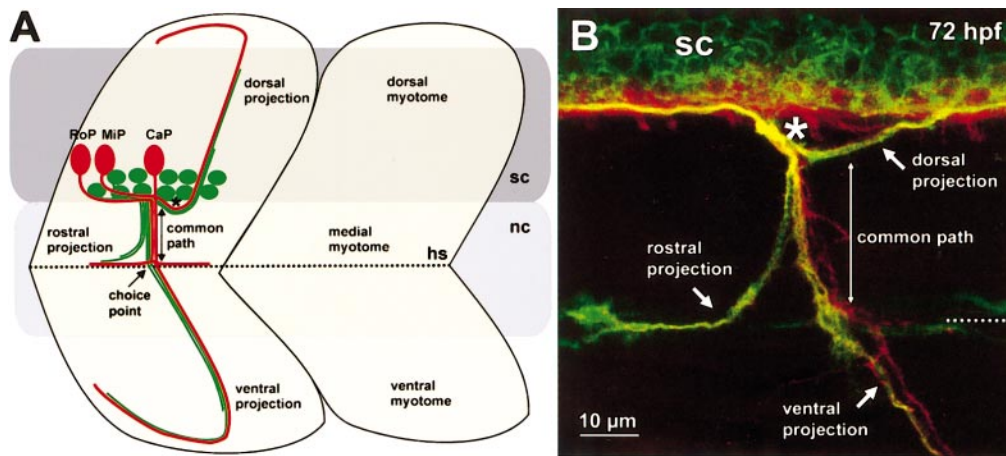 A
dorsal
projection
dorsal
myotome
RoP MiP CaP
sc
*
rostral
projection
common
path
medial
myotome
nc
hs
choice
point
ventral
projection
ventral
myotome
B
sc
72 hpf
*
dorsal
projection
common path
rostral
projection
ventral
projection
10 µm